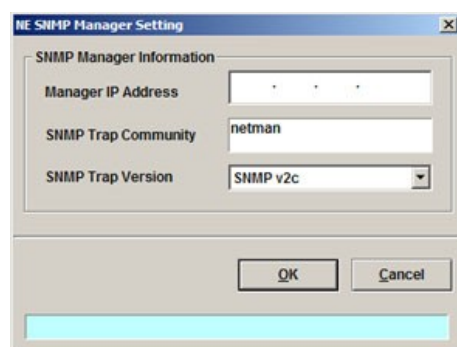 NE SNMP Manager Setting
SNMP Manager Information
Manager IP Address . . .
SNMP Trap Community netman
SNMP Trap Version SNMP v2c
OK Cancel